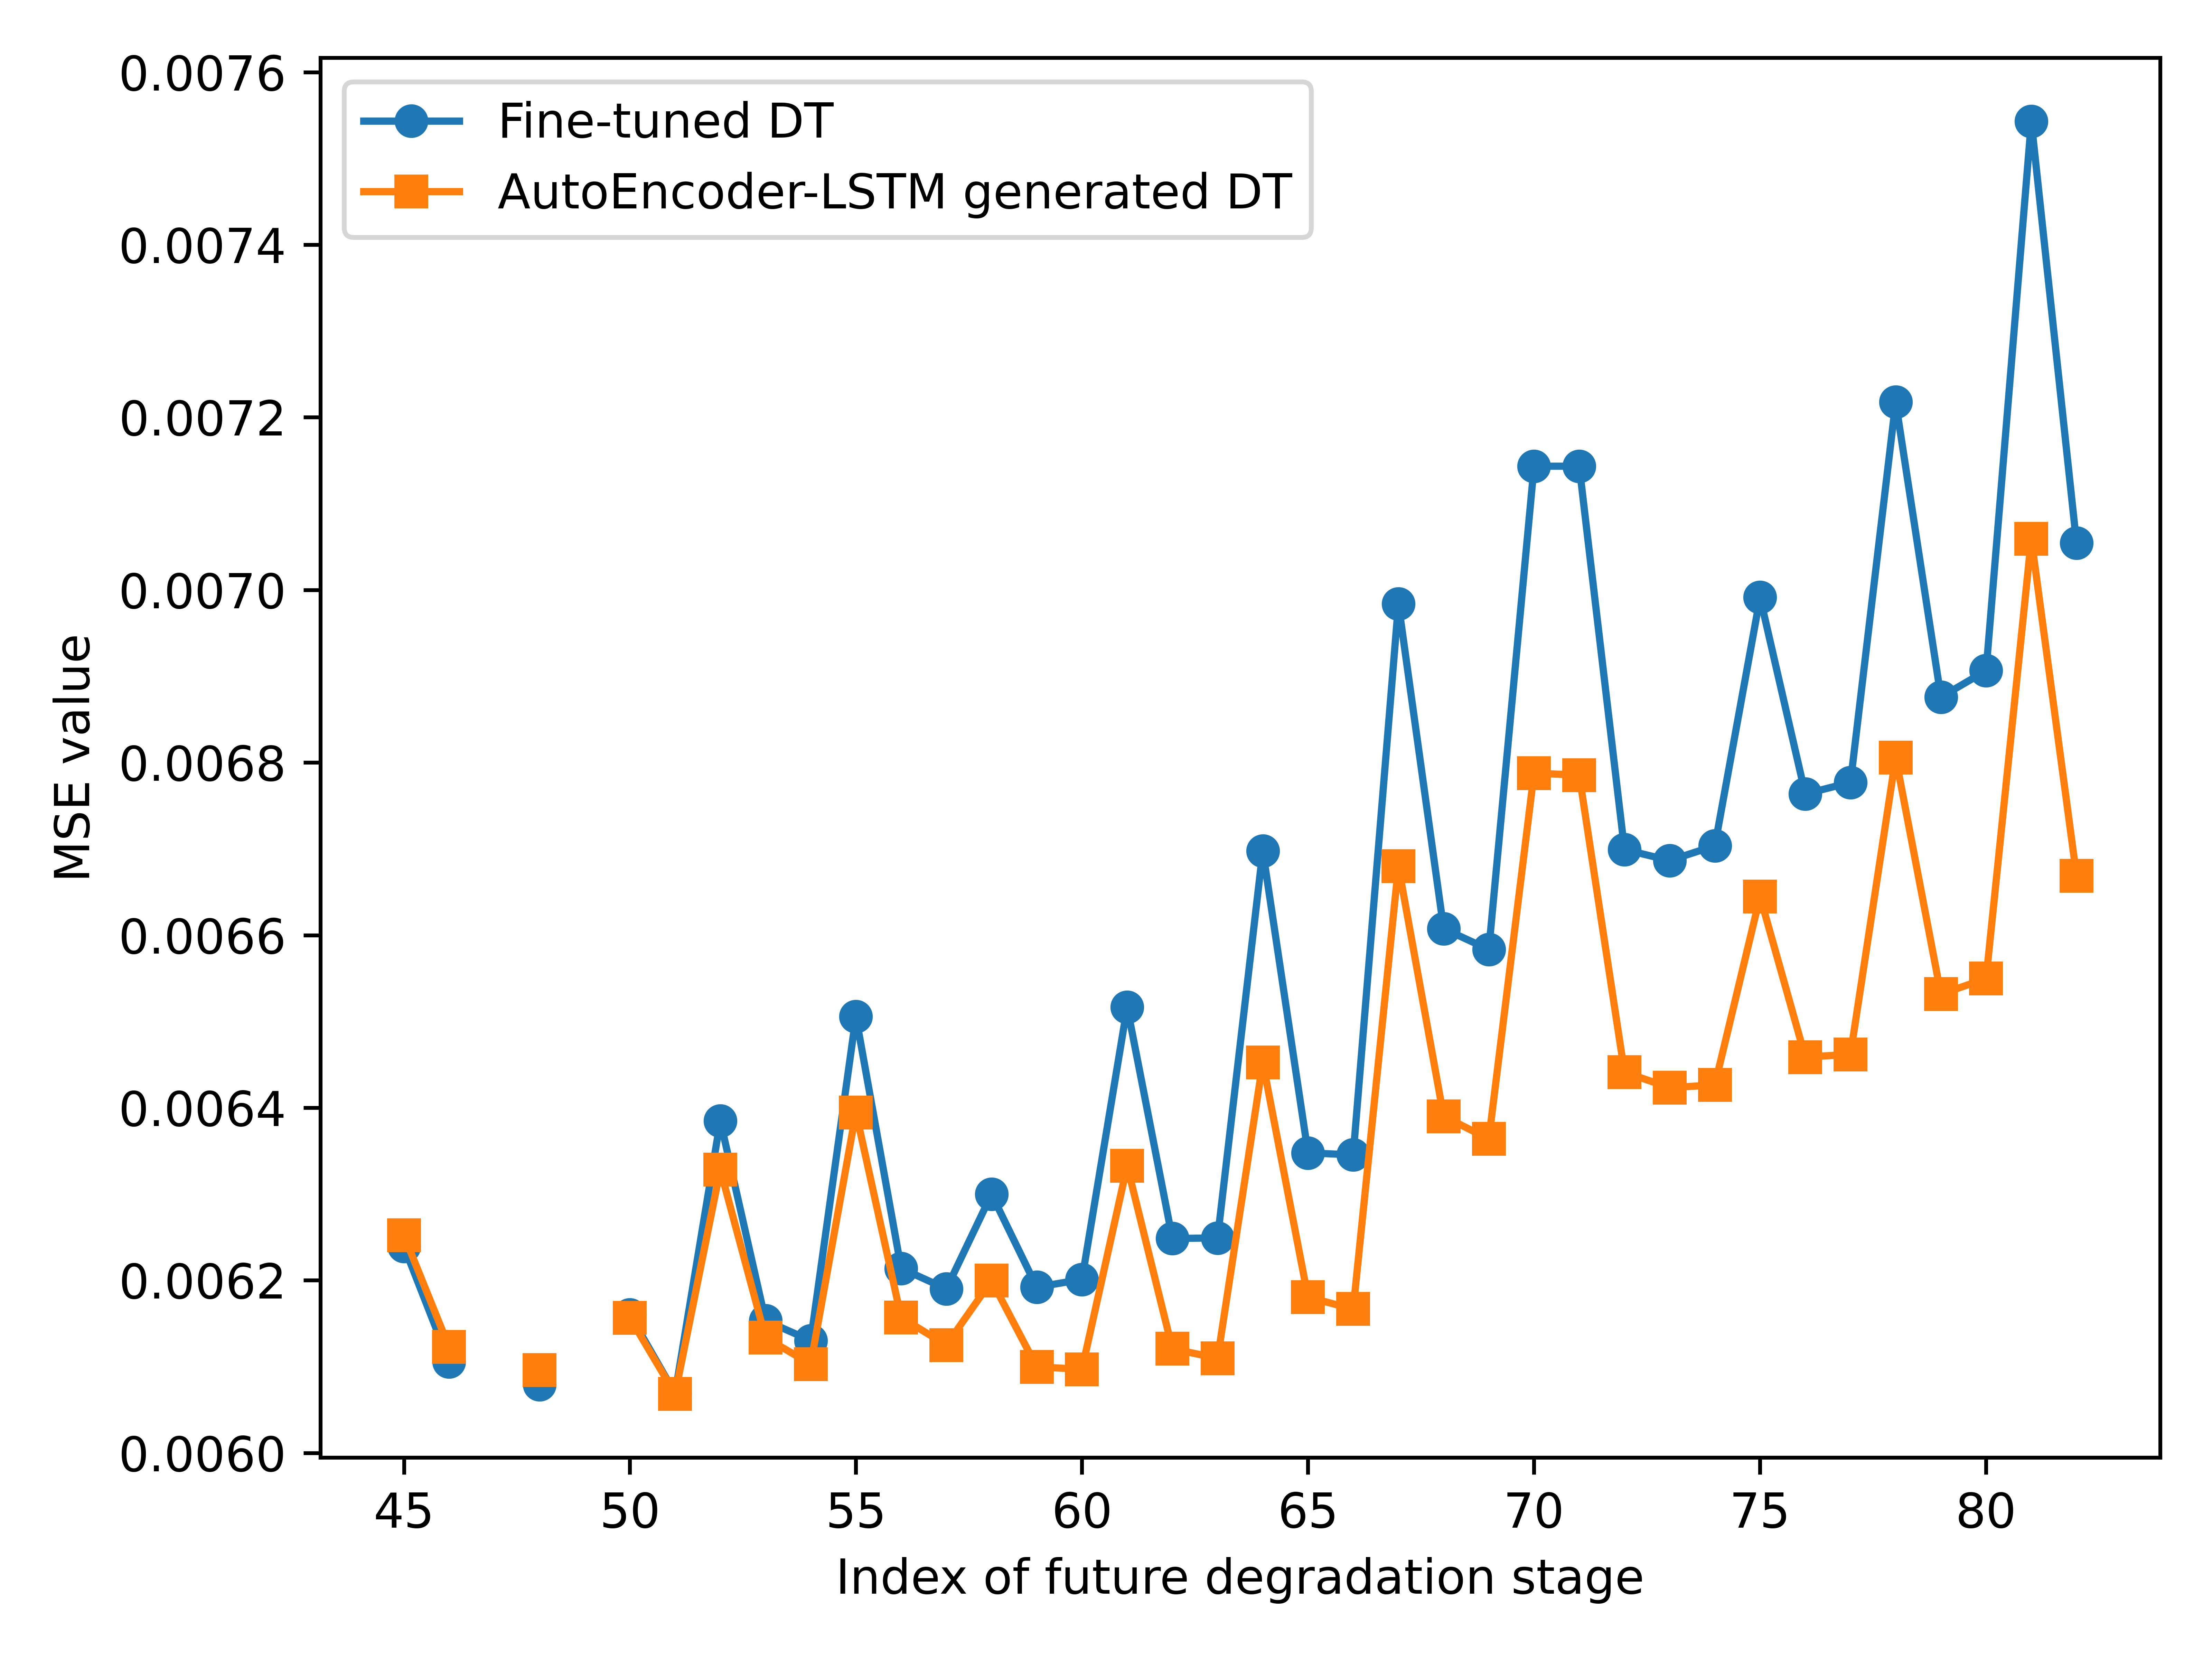 0.0076
0.0074
0.0072
0.0070
0.0068
0.0066
0.0064
0.0062
0.0060
MSE value
Fine-tuned DT
AutoEncoder-LSTM generated DT
45 50 55 60 65 70 75 80
Index of future degradation stage